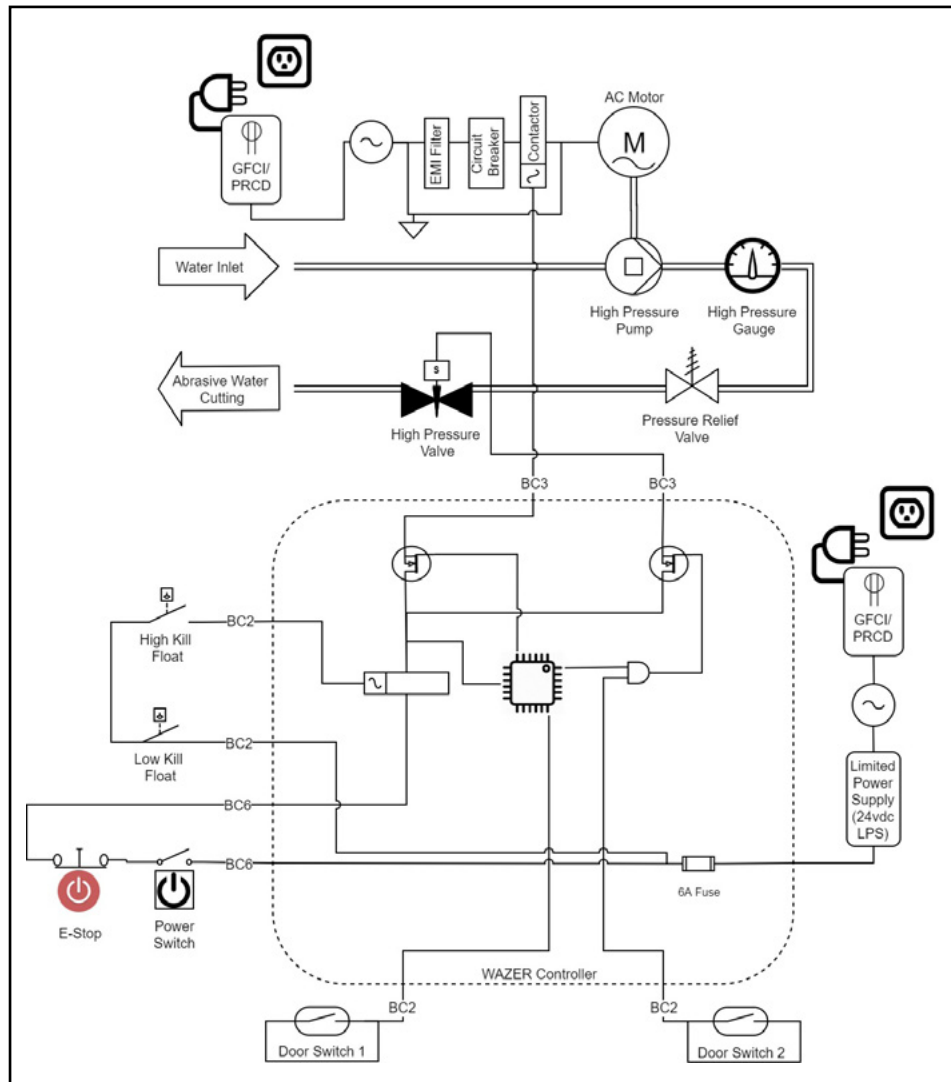 AC Motor
GFCI/
PRCD
EMI Filter
Circuit
Breaker
Contactor
M
Water Inlet
High Pressure
Pump
High Pressure
Gauge
S
Abrasive Water
Cutting
High Pressure
Valve
Pressure Relief
Valve
BC3
BC3
GFCI/
PRCD
High Kill
Float
BC2
Low Kill
Float
BC2
Limited
Power
Supply
(24vdc
LPS)
BC6
BC6
6A Fuse
E-Stop
Power
Switch
WAZER Controller
BC2
BC2
Door Switch 1
Door Switch 2